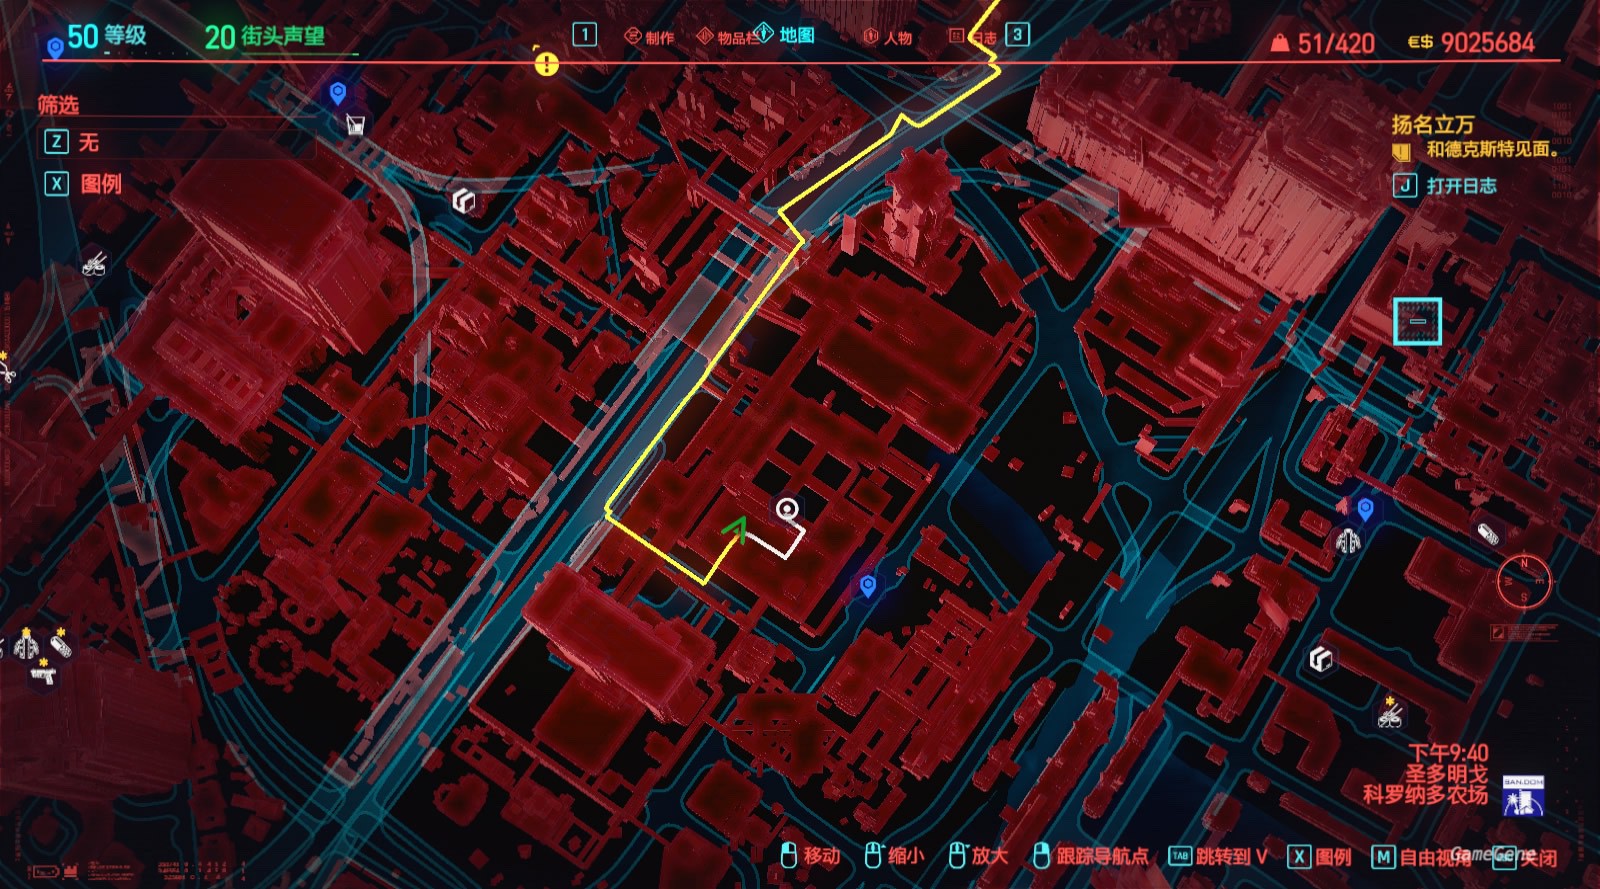 50 等级
20 街头声望
1
制作
物品栏
地图
人物
日志
3
51/420
€$ 9025684
筛选
Z 无
X 图例
扬名立万
和德克斯特见面。
J 打开日志
N
W E
S
下午9:40
圣多明戈
科罗纳多农场
SAN.DOM
移动
缩小
放大
跟踪导航点
TAB 跳转到 V
X 图例
M 自由视角
关闭
GameGene